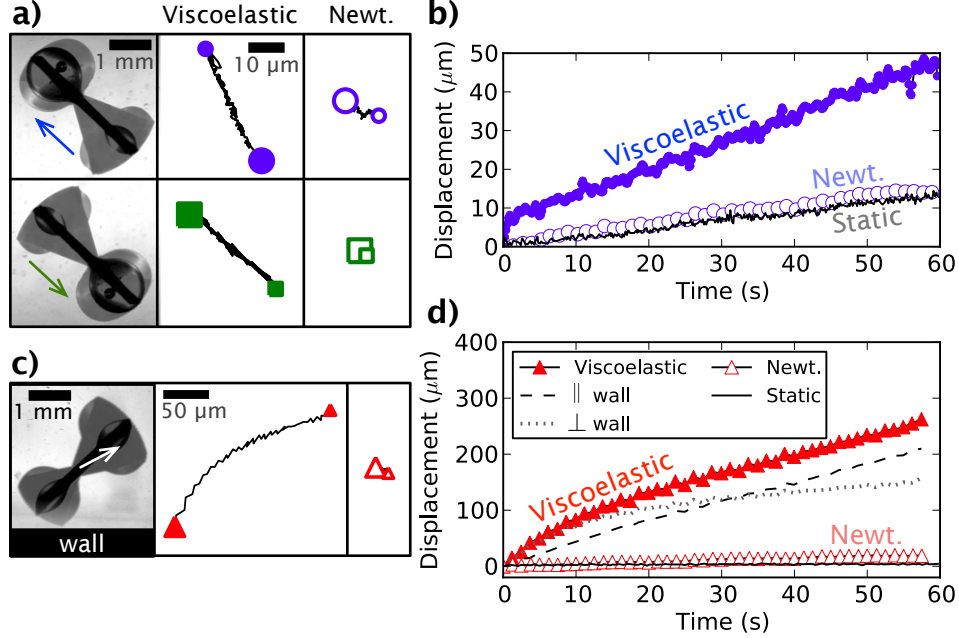 a)
Viscoelastic
Newt.
1 mm
10 μm
b)
Displacement (μm)
50
40
30
20
10
0
Viscoelastic
Newt.
Static
0
10
20
30
40
50
60
Time (s)
c)
1 mm
wall
50 μm
d)
Displacement (μm)
400
300
200
100
0
Viscoelastic
|| wall
⊥ wall
Newt.
Static
Viscoelastic
Newt.
0
10
20
30
40
50
60
Time (s)